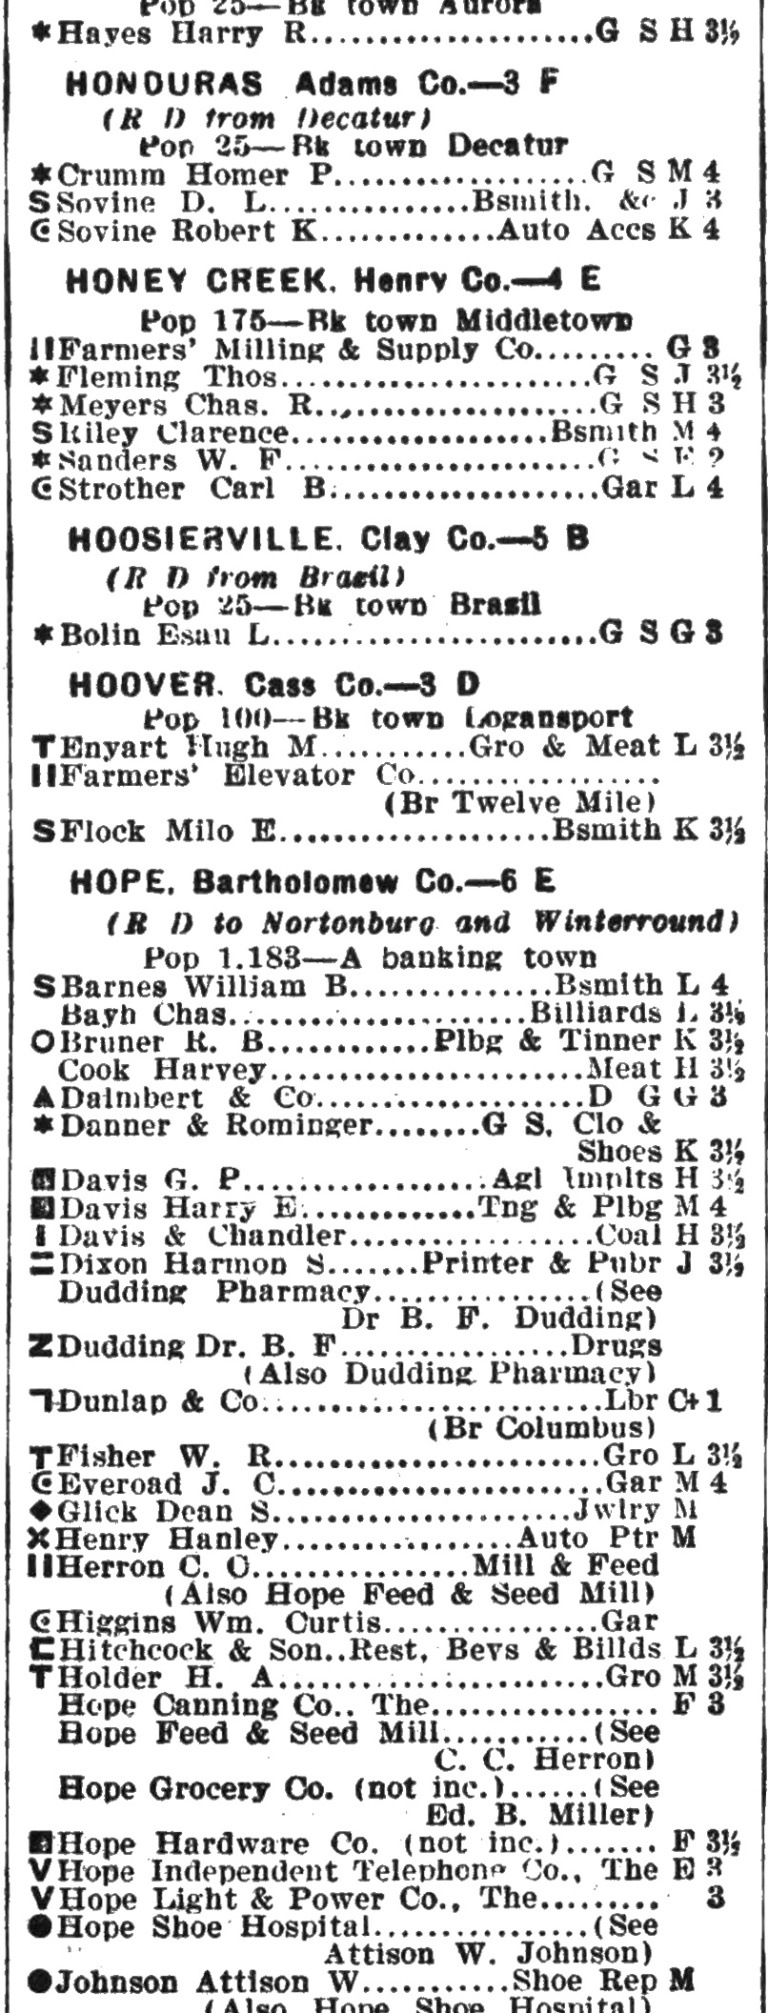 Pop 25—Bk town Aurora
*Hayes Harry R....................G S H 3½
HONDURAS Adams Co.—3 F
(R D from Decatur)
Pop 25—Bk town Decatur
*Crumm Homer P..................G S M 4
S Sovine D. L..............Bsmith. &c J 3
C Sovine Robert K............Auto Accs K 4
HONEY CREEK. Henry Co.—4 E
Pop 175—Bk town Middletown
IIFarmers' Milling & Supply Co......... G 3
*Fleming Thos......................G S J 3½
*Meyers Chas. R....................G S H 3
S Riley Clarence..................Bsmith M 4
*Sanders W. F......................G S
C Strother Carl B...................Gar L 4
HOOSIERVILLE. Clay Co.—5 B
(R D from Brazil)
Pop 25—Bk town Brazil
*Bolin Esau L.......................G S G 3
HOOVER. Cass Co.—3 D
Pop 100—Bk town Logansport
T Enyart Hugh M..........Gro & Meat L 3½
IIFarmers' Elevator Co.................
(Br Twelve Mile)
S Flock Milo E...................Bsmith K 3½
HOPE, Bartholomew Co.—6 E
(R D to Nortonburg and Winterround)
Pop 1.183—A banking town
S Barnes William B..............Bsmith L 4
Bayh Chas.....................Billiards L 3½
O Bruner R. B...........Plbg & Tinner K 3½
Cook Harvey......................Meat H 3½
▲ Dalmbert & Co...................D G G 3
*Danner & Rominger........G S, Clo &
Shoes K 3½
Davis G. P.................Agl Implts H 3½
Davis Harry E............Tng & Plbg M 4
I Davis & Chandler.................Coal H 3½
= Dixon Harmon S.......Printer & Pubr J 3½
Dudding Pharmacy................(See
Dr B. F. Dudding)
Z Dudding Dr. B. F................Drugs
(Also Dudding Pharmacy)
ㄱDunlap & Co........................Lbr C+1
(Br Columbus)
T Fisher W. R.......................Gro L 3½
C Everoad J. C.......................Gar M 4
◆Glick Dean S.....................Jwlry M
X Henry Hanley................Auto Ptr M
IIHerron C. C...............Mill & Feed
(Also Hope Feed & Seed Mill)
C Higgins Wm. Curtis...............Gar
C Hitchcock & Son..Rest, Bevs & Billds L 3½
T Holder H. A......................Gro M 3½
Hope Canning Co., The................ F 3
Hope Feed & Seed Mill...........(See
C. C. Herron)
Hope Grocery Co. (not inc.)......(See
Ed. B. Miller)
Hope Hardware Co. (not inc.)....... F 3½
V Hope Independent Telephone Co., The E 3
V Hope Light & Power Co., The......... 3
●Hope Shoe Hospital................(See
Attison W. Johnson)
●Johnson Attison W..........Shoe Rep M
(Also Hope Shoe Hospital)